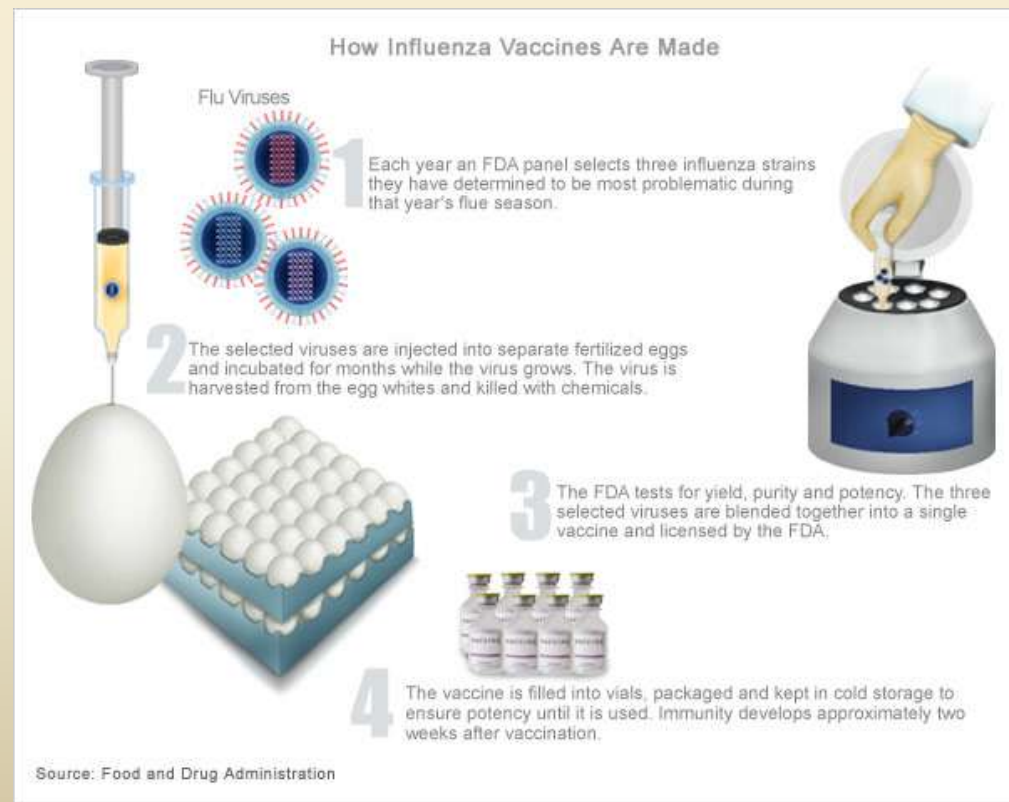 How Influenza Vaccines Are Made
Flu Viruses
1
Each year an FDA panel selects three influenza strains
they have determined to be most problematic during
that year's flue season.
2
The selected viruses are injected into separate fertilized eggs
and incubated for months while the virus grows. The virus is
harvested from the egg whites and killed with chemicals.
3
The FDA tests for yield, purity and potency. The three
selected viruses are blended together into a single
vaccine and licensed by the FDA.
VACCINE VACCINE VACCINE VACCINE
4
The vaccine is filled into vials, packaged and kept in cold storage to
ensure potency until it is used. Immunity develops approximately two
weeks after vaccination.
Source: Food and Drug Administration